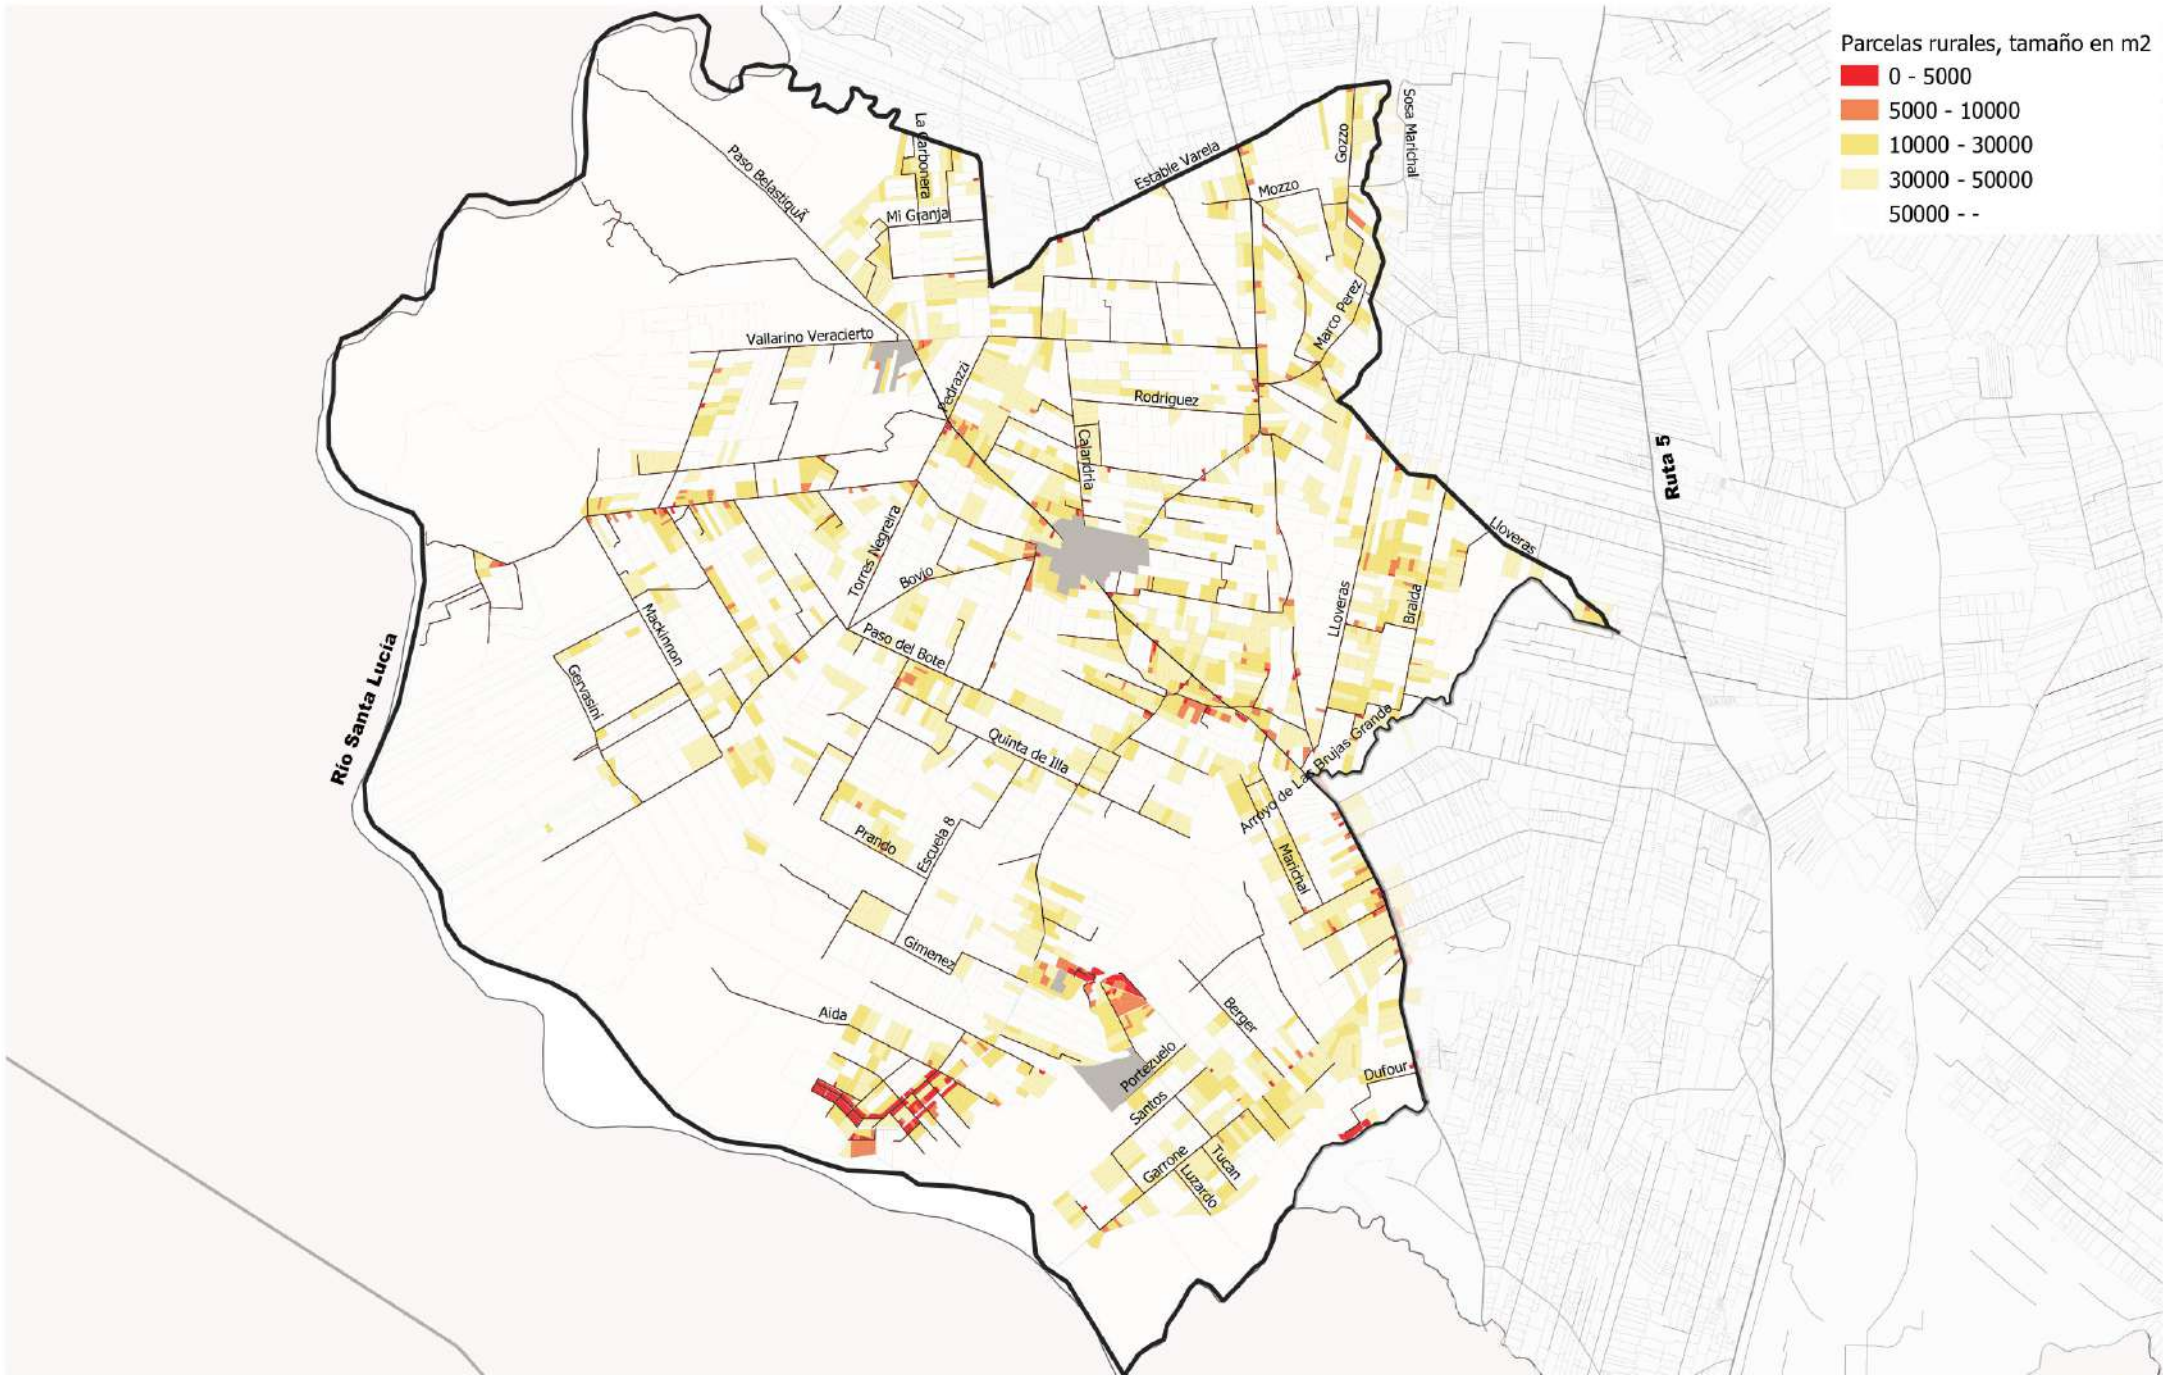 Parcelas rurales, tamaño en m2
0 - 5000
5000 - 10000
10000 - 30000
30000 - 50000
50000 - -
Sosa Marichal
Gozzo
La Carbonera
Estable Varela
Paso BelastiquÃ
Mozzo
Mi Granja
Marco Perez
Vallarino Veracierto
Pedrazzi
Rodriguez
Calandria
Ruta 5
Lloveras
Torres Negreira
Bovio
LLoveras
Braida
Mackinnon
Paso del Bote
Río Santa Lucía
Gervasini
Quinta de Illa
Arroyo de Las Brujas Granda
Prando
Escuela 8
Marichal
Gimenez
Aida
Berger
Portezuelo
Dufour
Santos
Garrone
Tucan
Luzardo